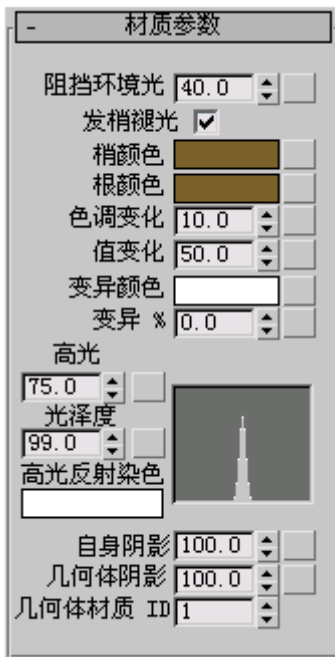 - 材质参数
阻挡环境光 40.0
发梢褪光
梢颜色
根颜色
色调变化 10.0
值变化 50.0
变异颜色
变异 % 0.0
高光
75.0
光泽度
99.0
高光反射染色
自身阴影 100.0
几何体阴影 100.0
几何体材质 ID 1